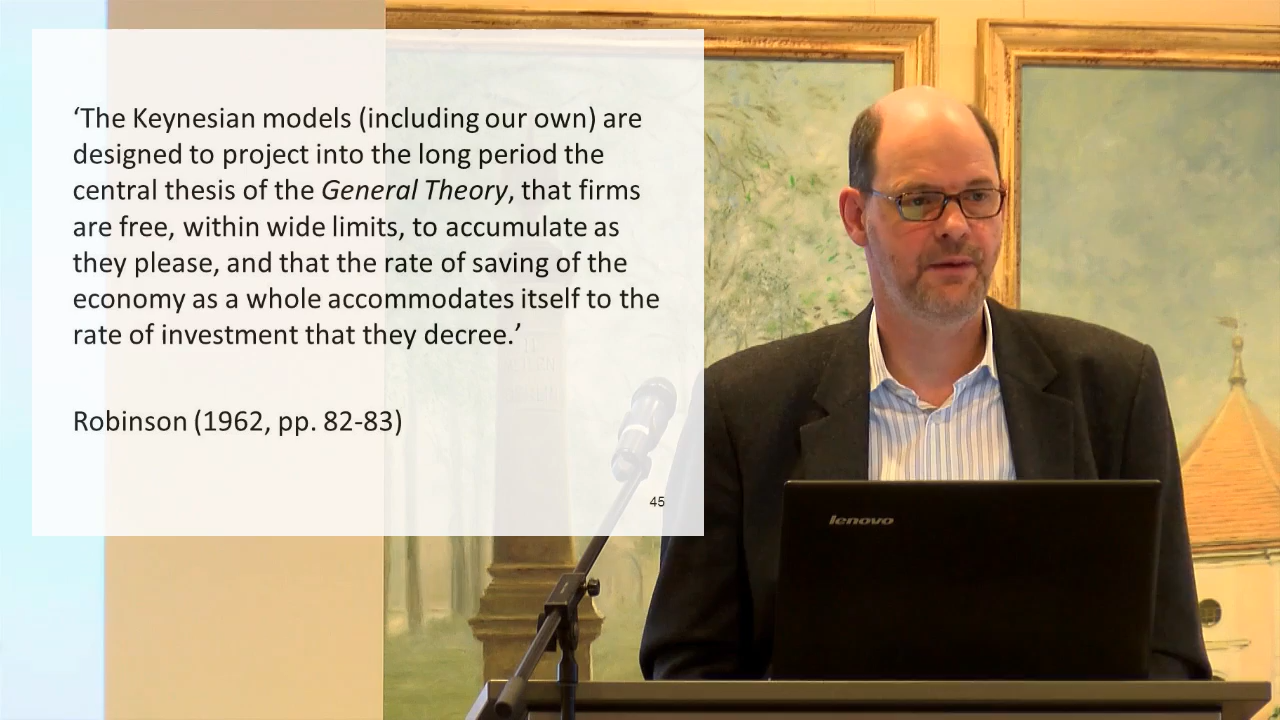 ‘The Keynesian models (including our own) are
designed to project into the long period the
central thesis of the General Theory, that firms
are free, within wide limits, to accumulate as
they please, and that the rate of saving of the
economy as a whole accommodates itself to the
rate of investment that they decree.’
Robinson (1962, pp. 82-83)
45
lenovo